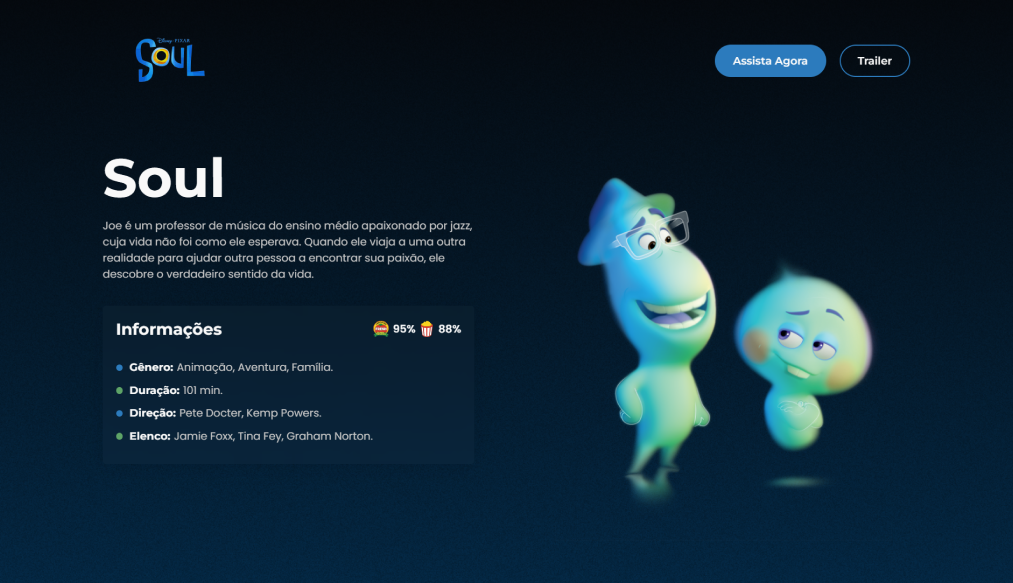 Disney PIXAR
SOUL
Assista Agora
Trailer
Soul
Joe é um professor de música do ensino médio apaixonado por jazz,
cuja vida não foi como ele esperava. Quando ele viaja a uma outra
realidade para ajudar outra pessoa a encontrar sua paixão, ele
descobre o verdadeiro sentido da vida.
Informações
95% 88%
Gênero: Animação, Aventura, Família.
Duração: 101 min.
Direção: Pete Docter, Kemp Powers.
Elenco: Jamie Foxx, Tina Fey, Graham Norton.